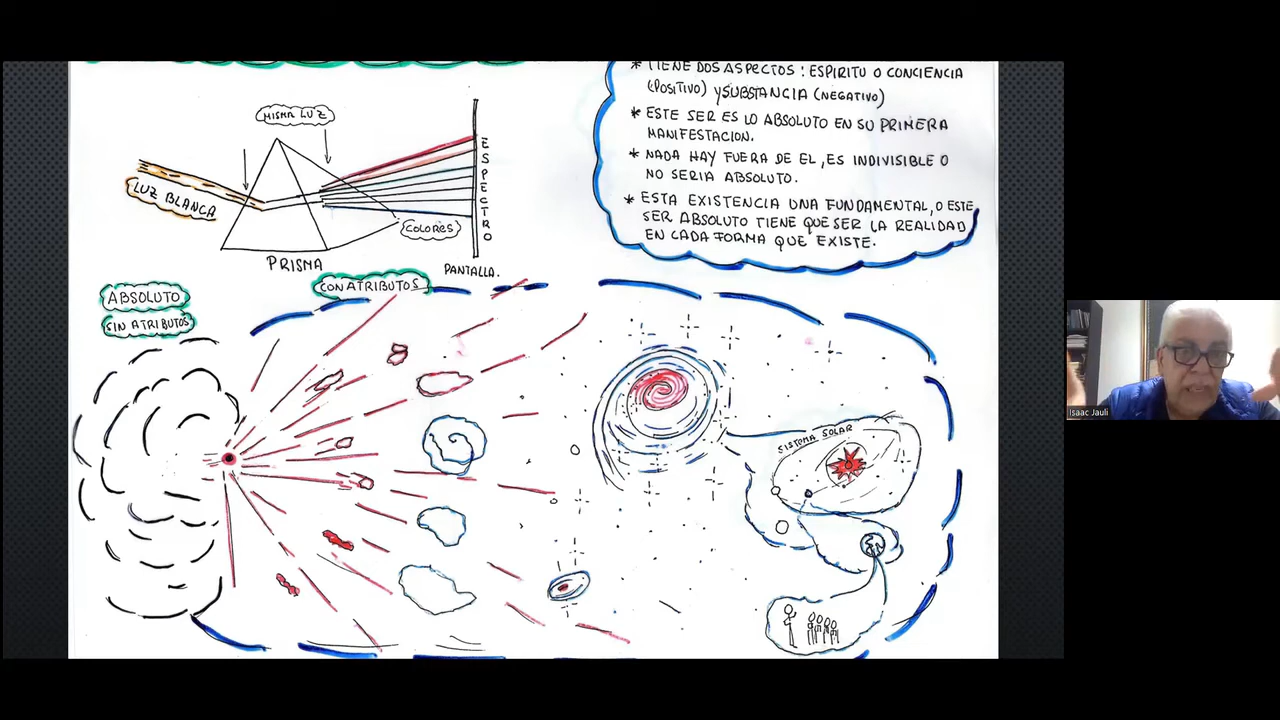 MISMA LUZ
LUZ BLANCA
COLORES
ESPECTRO
PRISMA
PANTALLA.
* TIENE DOS ASPECTOS: ESPIRITU O CONCIENCIA
(POSITIVO) Y SUBSTANCIA (NEGATIVO)
* ESTE SER ES LO ABSOLUTO EN SU PRIMERA
MANIFESTACION.
* NADA HAY FUERA DE EL, ES INDIVISIBLE O
NO SERIA ABSOLUTO.
* ESTA EXISTENCIA UNA FUNDAMENTAL, O ESTE
SER ABSOLUTO TIENE QUE SER LA REALIDAD
EN CADA FORMA QUE EXISTE.
ABSOLUTO
SIN ATRIBUTOS
CON ATRIBUTOS
SISTOMA SOLAR
Isaac Jauli